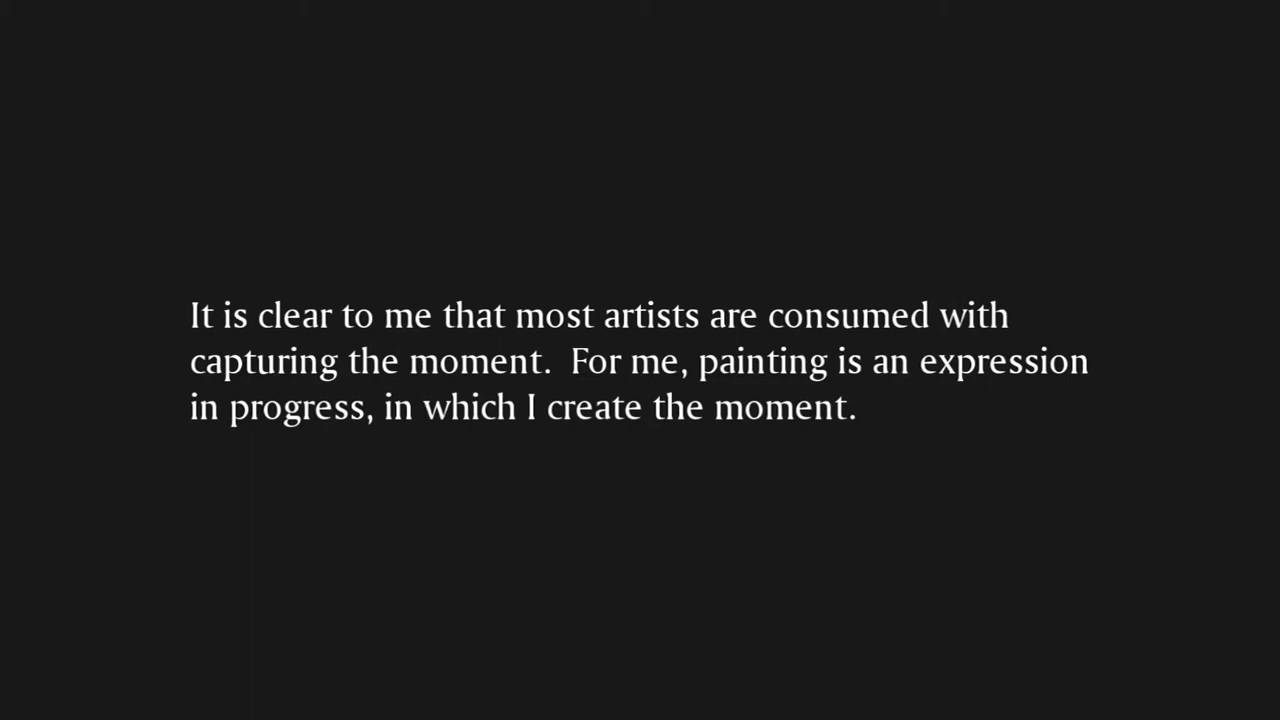 It is clear to me that most artists are consumed with
capturing the moment.  For me, painting is an expression
in progress, in which I create the moment.